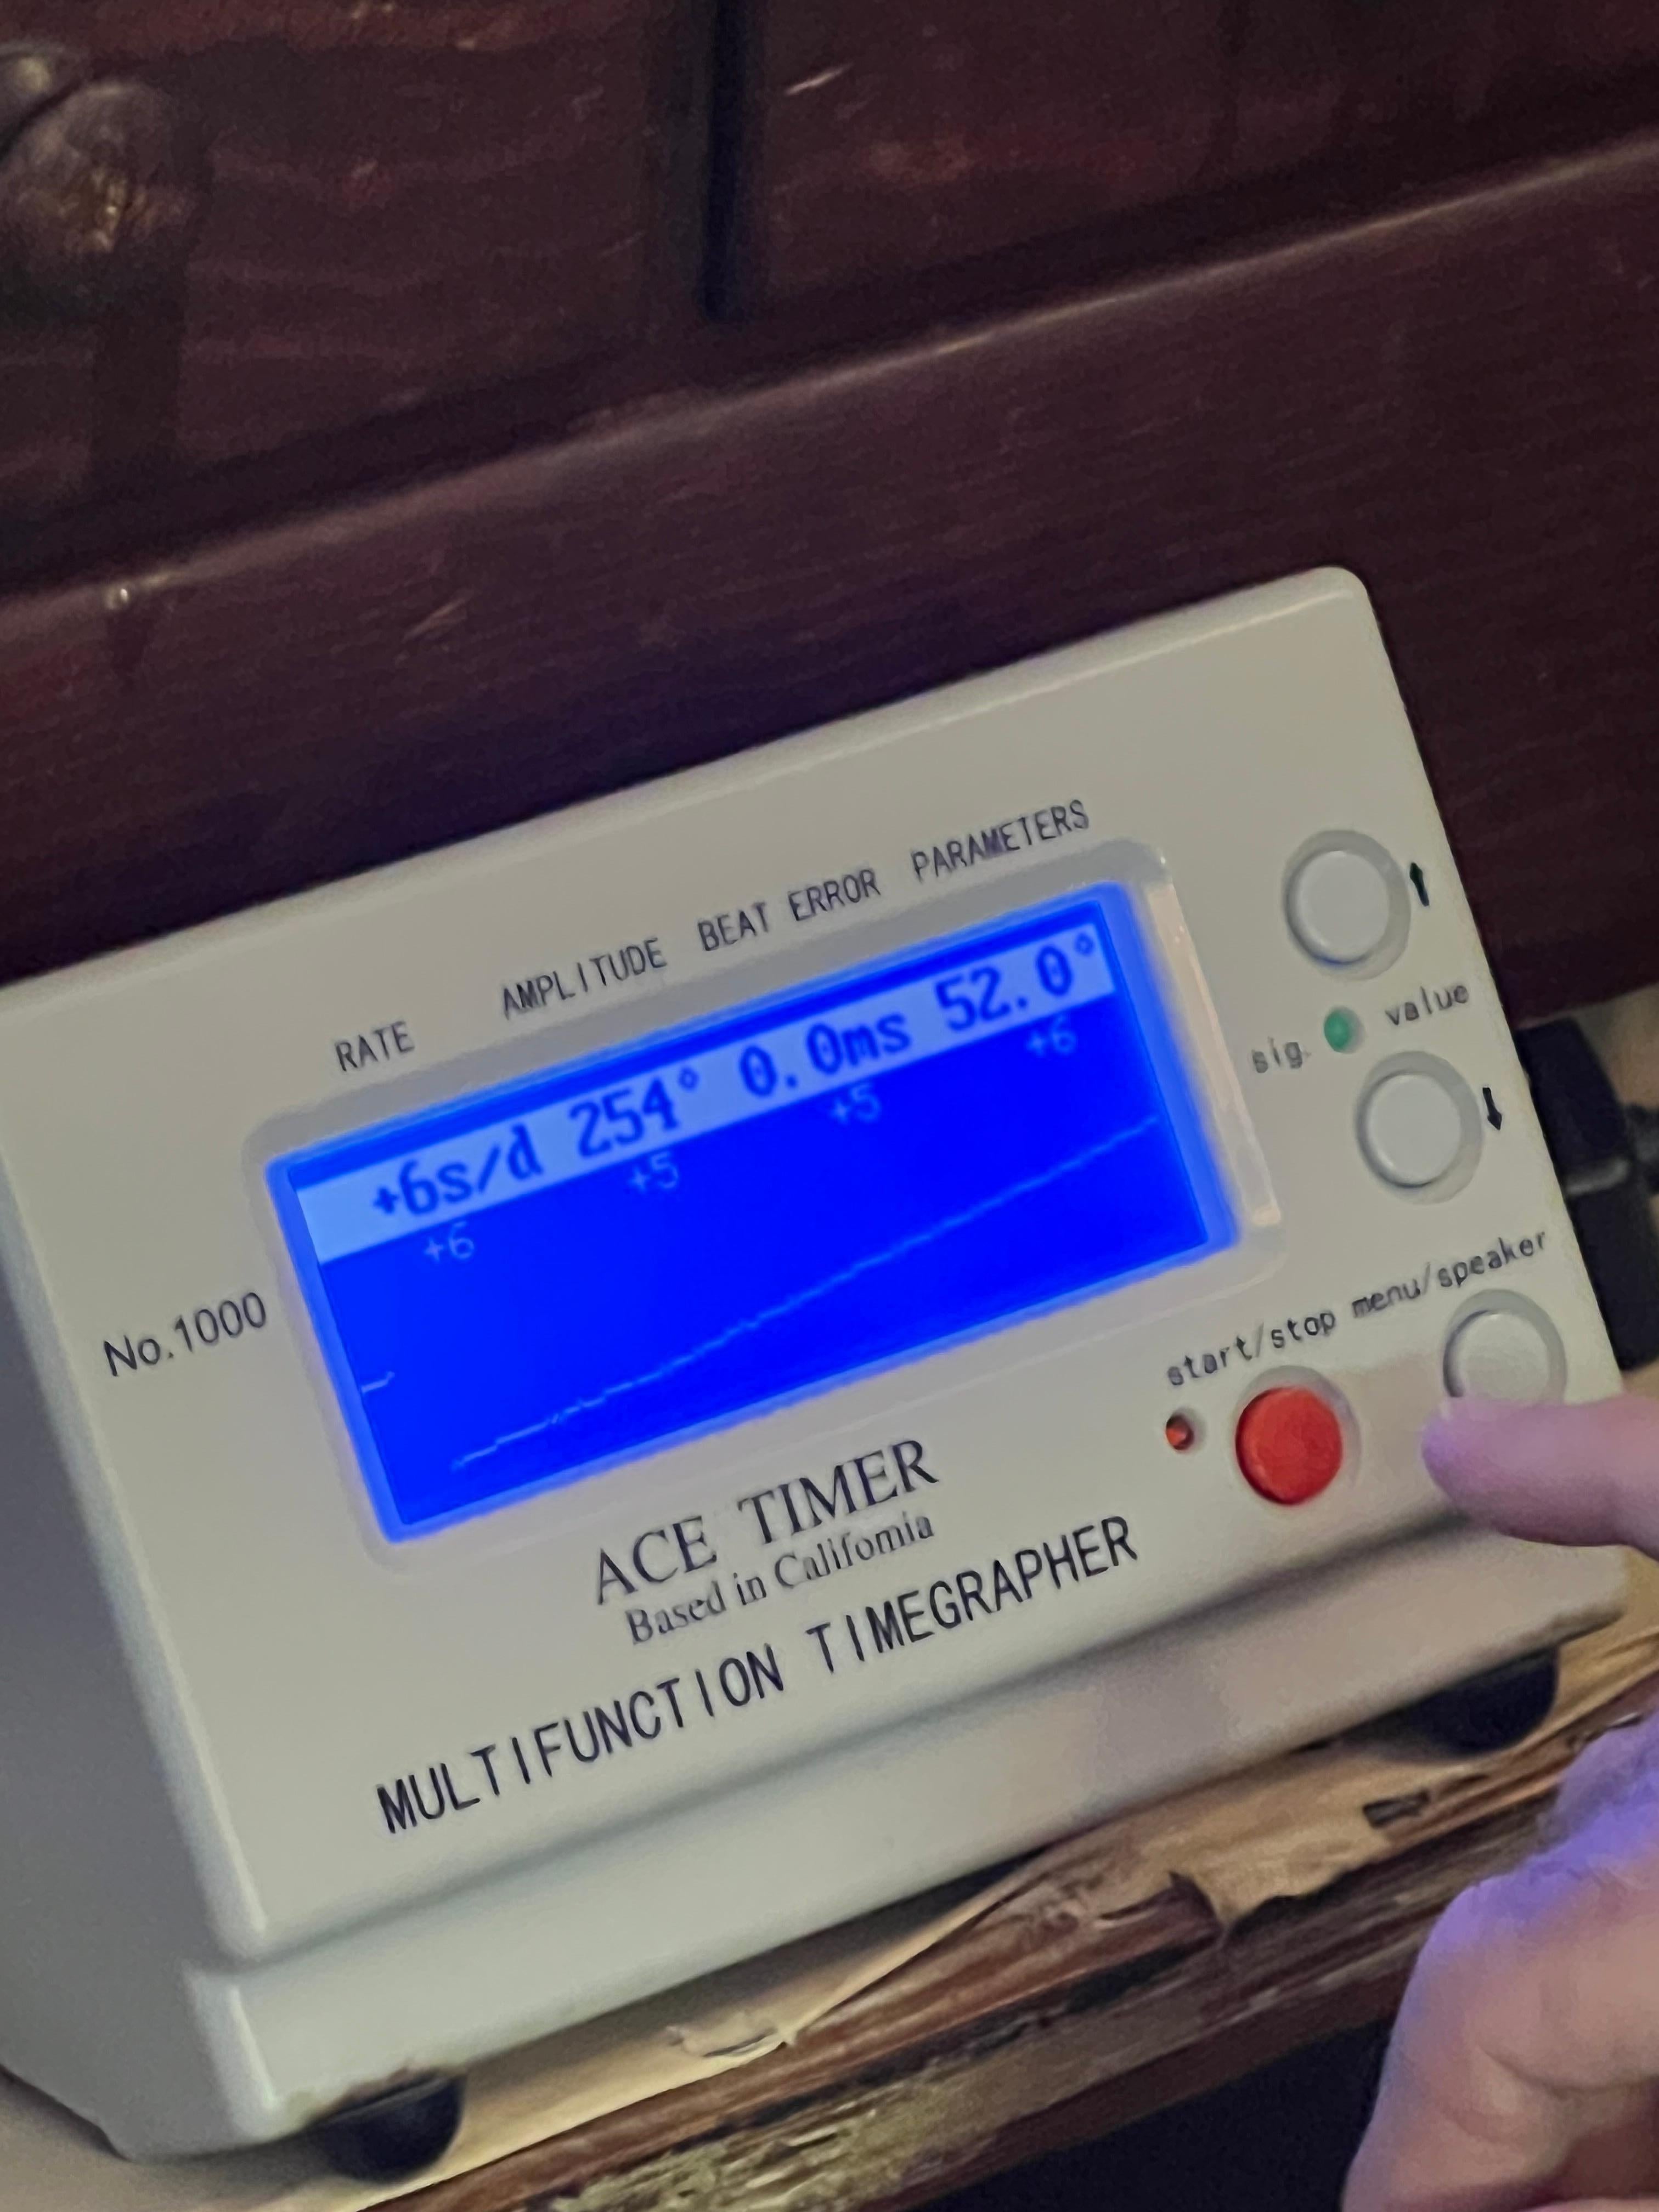 RATE AMPLITUDE BEAT ERROR PARAMETERS
+6s/d 254° 0.0ms 52.0°
+6 +5 +5 +6
sig. value
No.1000
start/stop menu/speaker
ACE TIMER
Based in California
MULTIFUNCTION TIMEGRAPHER